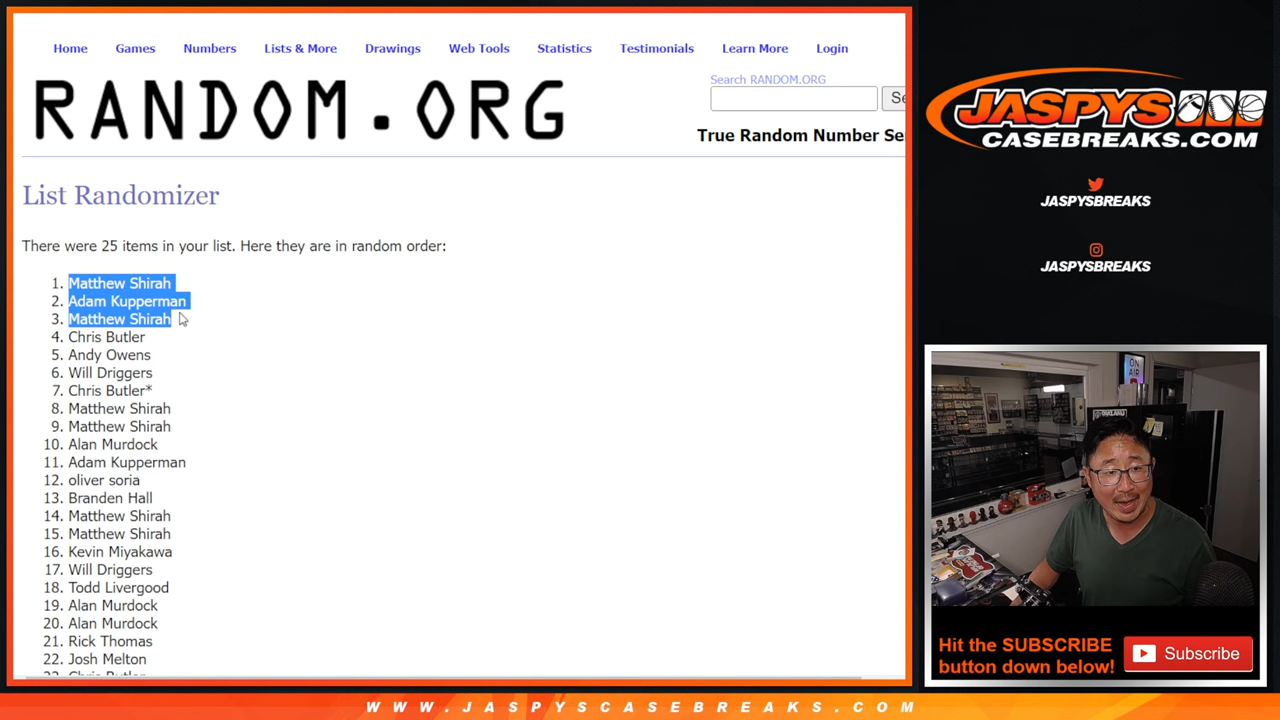 Home Games Numbers Lists & More Drawings Web Tools Statistics Testimonials Learn More Login
RANDOM.ORG
Search RANDOM.ORG
Se
True Random Number Se
List Randomizer
There were 25 items in your list. Here they are in random order:
1. Matthew Shirah
2. Adam Kupperman
3. Matthew Shirah
4. Chris Butler
5. Andy Owens
6. Will Driggers
7. Chris Butler*
8. Matthew Shirah
9. Matthew Shirah
10. Alan Murdock
11. Adam Kupperman
12. oliver soria
13. Branden Hall
14. Matthew Shirah
15. Matthew Shirah
16. Kevin Miyakawa
17. Will Driggers
18. Todd Livergood
19. Alan Murdock
20. Alan Murdock
21. Rick Thomas
22. Josh Melton
23. Chris Butler
JASPYS
CASEBREAKS.COM
JASPYSBREAKS
JASPYSBREAKS
ON AIR
Hit the SUBSCRIBE
button down below!
Subscribe
WWW.JASPYSCASEBREAKS.COM